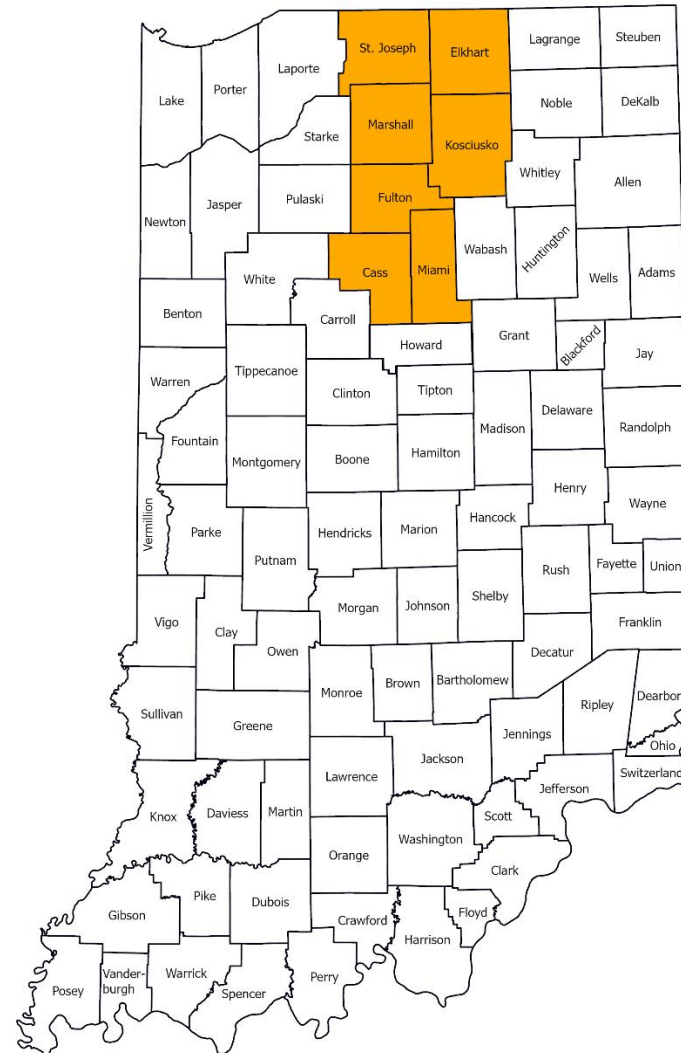 St. Joseph
Elkhart
Lagrange
Steuben
Laporte
Porter
Lake
Noble
DeKalb
Marshall
Starke
Kosciusko
Whitley
Allen
Fulton
Pulaski
Jasper
Newton
Wabash
Huntington
Cass
Miami
White
Wells
Adams
Benton
Carroll
Howard
Grant
Blackford
Jay
Warren
Tippecanoe
Clinton
Tipton
Madison
Delaware
Randolph
Fountain
Montgomery
Boone
Hamilton
Henry
Vermillion
Parke
Putnam
Hendricks
Marion
Hancock
Wayne
Rush
Fayette
Union
Vigo
Clay
Owen
Morgan
Johnson
Shelby
Franklin
Decatur
Sullivan
Greene
Monroe
Brown
Bartholomew
Ripley
Dearborn
Jennings
Ohio
Lawrence
Jackson
Jefferson
Switzerland
Knox
Daviess
Martin
Orange
Washington
Scott
Clark
Pike
Dubois
Gibson
Crawford
Floyd
Harrison
Posey
Vander-
burgh
Warrick
Spencer
Perry